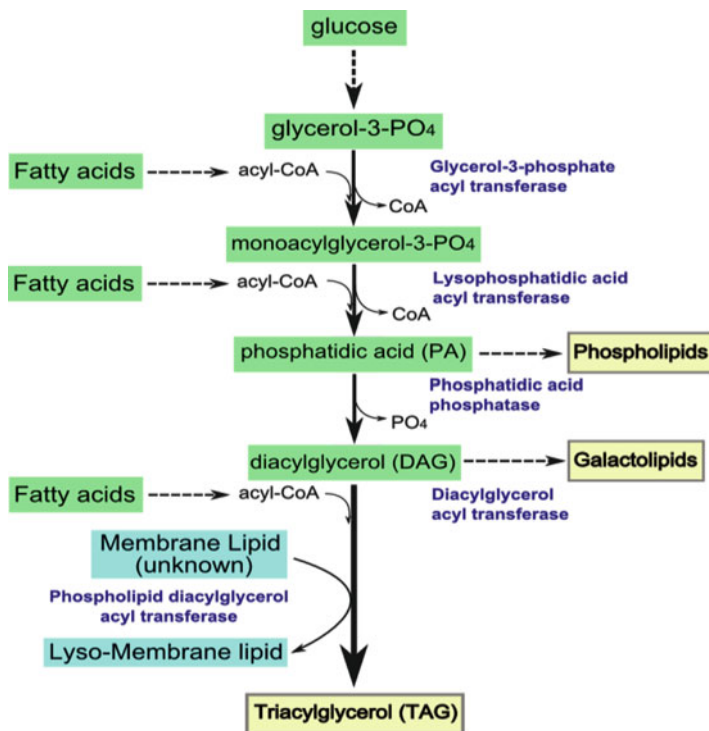 glucose
glycerol-3-PO₄
Fatty acids
acyl-CoA
Glycerol-3-phosphate
acyl transferase
CoA
monoacylglycerol-3-PO₄
Fatty acids
acyl-CoA
Lysophosphatidic acid
acyl transferase
CoA
phosphatidic acid (PA)
Phospholipids
Phosphatidic acid
phosphatase
PO₄
diacylglycerol (DAG)
Galactolipids
Fatty acids
acyl-CoA
Diacylglycerol
acyl transferase
Membrane Lipid
(unknown)
Phospholipid diacylglycerol
acyl transferase
Lyso-Membrane lipid
Triacylglycerol (TAG)